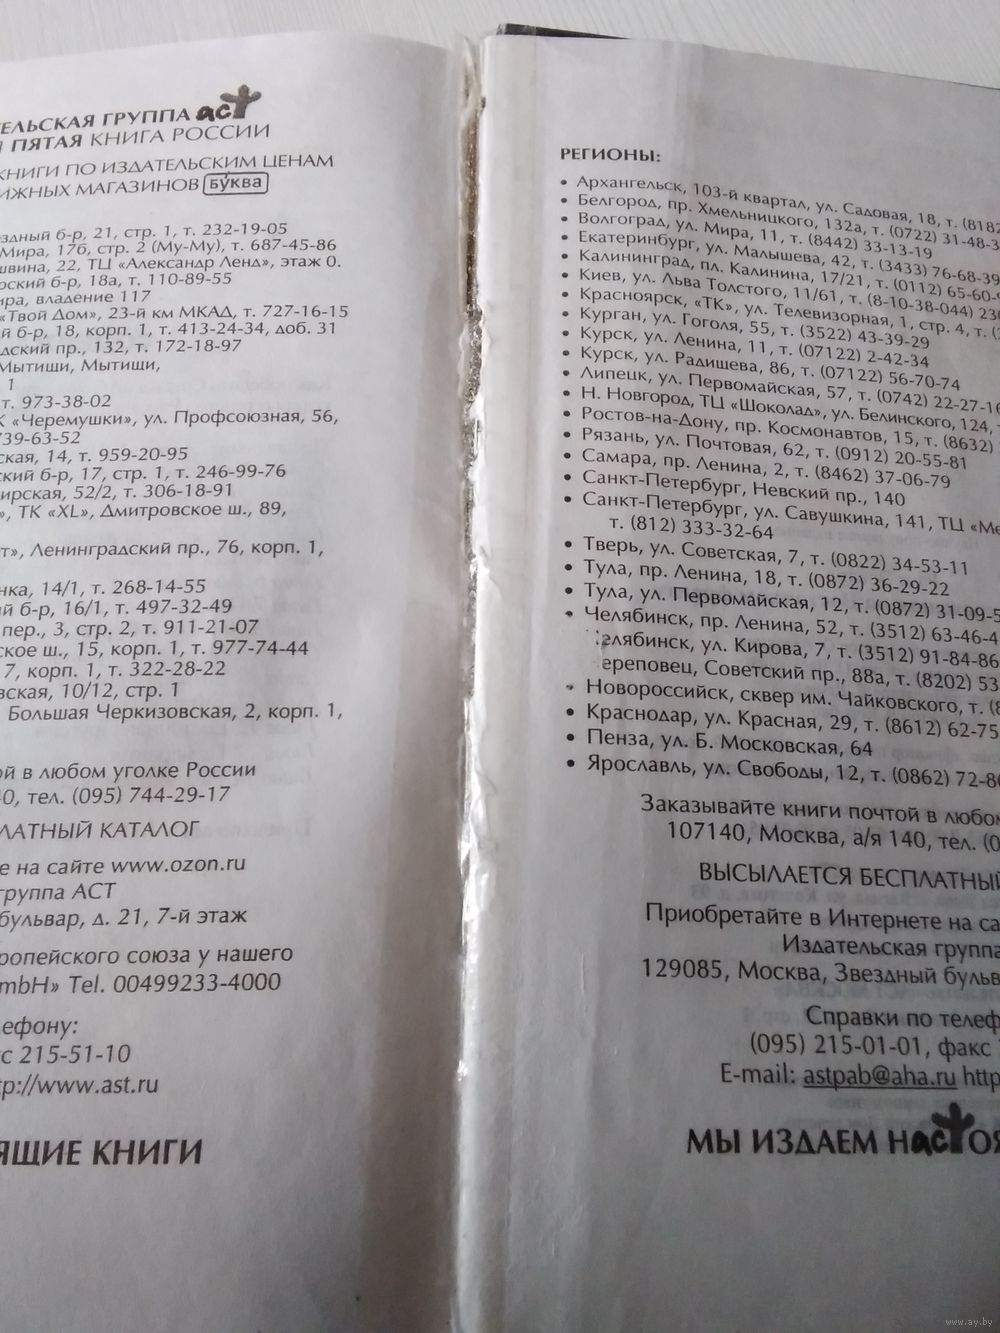 ЕЛЬСКАЯ ГРУППА аст
ПЯТАЯ КНИГА РОССИИ
КНИГИ ПО ИЗДАТЕЛЬСКИМ ЦЕНАМ
ИЖНЫХ МАГАЗИНОВ буква
здный б-р, 21, стр. 1, т. 232-19-05
Мира, 176, стр. 2 (Му-Му), т. 687-45-86
швина, 22, ТЦ «Александр Ленд», этаж 0.
рский б-р, 18а, т. 110-89-55
ира, владение 117
«Твой Дом», 23-й км МКАД, т. 727-16-15
й б-р, 18, корп. 1, т. 413-24-34, доб. 31
дский пр., 132, т. 172-18-97
Мытищи, Мытищи,
1
т. 973-38-02
К «Черемушки», ул. Профсоюзная, 56,
739-63-52
ская, 14, т. 959-20-95
ский б-р, 17, стр. 1, т. 246-99-76
ирская, 52/2, т. 306-18-91
», ТК «XL», Дмитровское ш., 89,
т», Ленинградский пр., 76, корп. 1,
нка, 14/1, т. 268-14-55
ий б-р, 16/1, т. 497-32-49
пер., 3, стр. 2, т. 911-21-07
ское ш., 15, корп. 1, т. 977-74-44
7, корп. 1, т. 322-28-22
вская, 10/12, стр. 1
Большая Черкизовская, 2, корп. 1,
ой в любом уголке России
40, тел. (095) 744-29-17
ЛАТНЫЙ КАТАЛОГ
е на сайте www.ozon.ru
группа АСТ
бульвар, д. 21, 7-й этаж
ропейского союза у нашего
mbH» Tel. 00499233-4000
ефону:
с 215-51-10
tp://www.ast.ru
ЯЩИЕ КНИГИ
РЕГИОНЫ:
• Архангельск, 103-й квартал, ул. Садовая, 18, т. (8182
• Белгород, пр. Хмельницкого, 132а, т. (0722) 31-48-3
• Волгоград, ул. Мира, 11, т. (8442) 33-13-19
• Екатеринбург, ул. Малышева, 42, т. (3433) 76-68-39
• Калининград, пл. Калинина, 17/21, т. (0112) 65-60-
• Киев, ул. Льва Толстого, 11/61, т. (8-10-38-044) 230
• Красноярск, «ТК», ул. Телевизорная, 1, стр. 4, т. (
• Курган, ул. Гоголя, 55, т. (3522) 43-39-29
• Курск, ул. Ленина, 11, т. (07122) 2-42-34
• Курск, ул. Радищева, 86, т. (07122) 56-70-74
• Липецк, ул. Первомайская, 57, т. (0742) 22-27-16
• Н. Новгород, ТЦ «Шоколад», ул. Белинского, 124,
• Ростов-на-Дону, пр. Космонавтов, 15, т. (8632)
• Рязань, ул. Почтовая, 62, т. (0912) 20-55-81
• Самара, пр. Ленина, 2, т. (8462) 37-06-79
• Санкт-Петербург, Невский пр., 140
• Санкт-Петербург, ул. Савушкина, 141, ТЦ «Ме
т. (812) 333-32-64
• Тверь, ул. Советская, 7, т. (0822) 34-53-11
• Тула, пр. Ленина, 18, т. (0872) 36-29-22
• Тула, ул. Первомайская, 12, т. (0872) 31-09-5
• Челябинск, пр. Ленина, 52, т. (3512) 63-46-4
елябинск, ул. Кирова, 7, т. (3512) 91-84-86
ереповец, Советский пр., 88а, т. (8202) 53
• Новороссийск, сквер им. Чайковского, т. (8
• Краснодар, ул. Красная, 29, т. (8612) 62-75
• Пенза, ул. Б. Московская, 64
• Ярославль, ул. Свободы, 12, т. (0862) 72-86
Заказывайте книги почтой в любо
107140, Москва, а/я 140, тел. (0
ВЫСЫЛАЕТСЯ БЕСПЛАТНЫЙ
Приобретайте в Интернете на са
Издательская группа
129085, Москва, Звездный бульв
Справки по телеф
(095) 215-01-01, факс
E-mail: astpab@aha.ru http
МЫ ИЗДАЕМ НАСТОЯ
www.ay.by